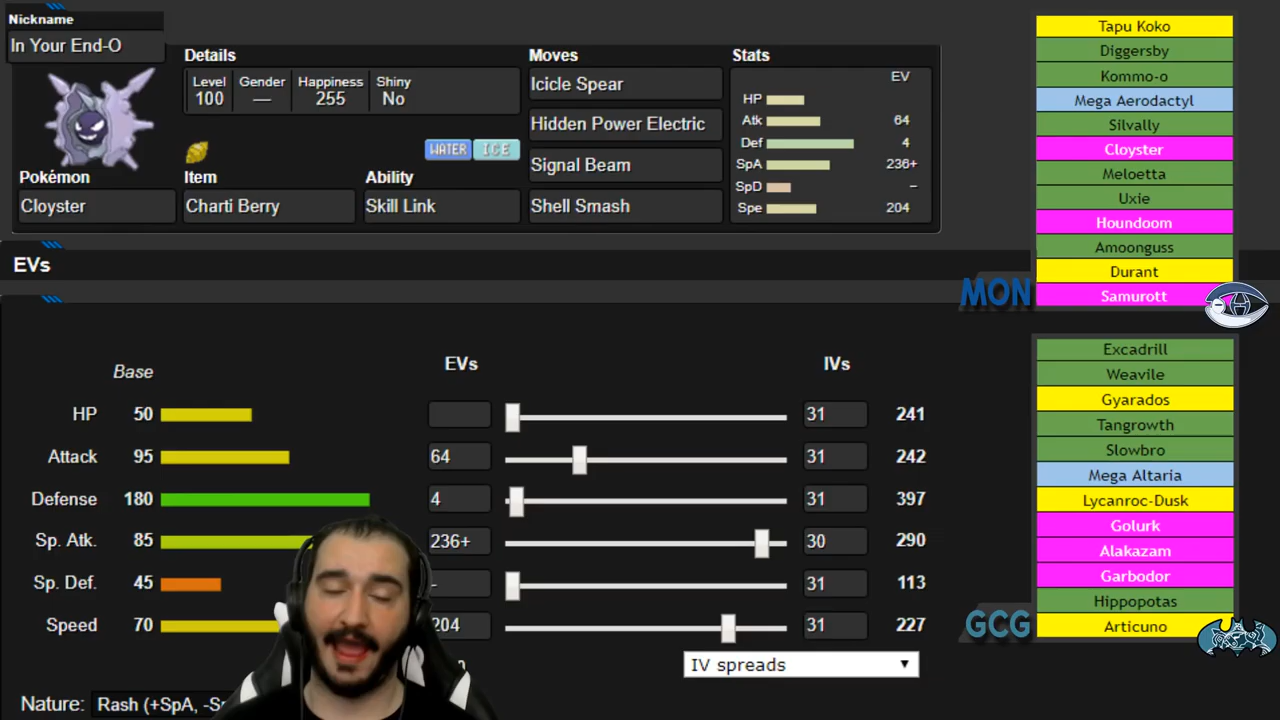 Nickname
In Your End-O
Details
Level Gender Happiness Shiny
100 — 255 No
WATER ICE
Pokémon Item Ability
Cloyster Charti Berry Skill Link
Moves
Icicle Spear
Hidden Power Electric
Signal Beam
Shell Smash
Stats
EV
HP
Atk 64
Def 4
SpA 236+
SpD –
Spe 204
EVs
Base EVs IVs
HP 50 31 241
Attack 95 64 31 242
Defense 180 4 31 397
Sp. Atk. 85 236+ 30 290
Sp. Def. 45 - 31 113
Speed 70 204 31 227
IV spreads
Nature: Rash (+SpA, -Sp
Tapu Koko
Diggersby
Kommo-o
Mega Aerodactyl
Silvally
Cloyster
Meloetta
Uxie
Houndoom
Amoonguss
Durant
Samurott
MON
Excadrill
Weavile
Gyarados
Tangrowth
Slowbro
Mega Altaria
Lycanroc-Dusk
Golurk
Alakazam
Garbodor
Hippopotas
Articuno
GCG